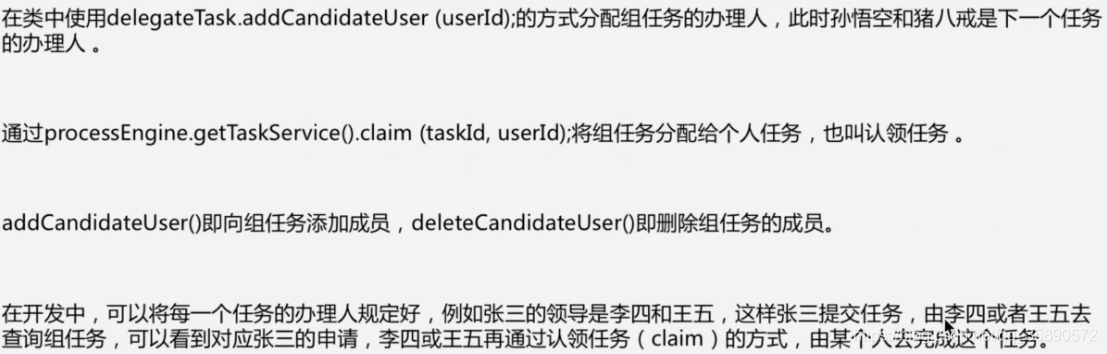 在类中使用delegateTask.addCandidateUser (userId);的方式分配组任务的办理人，此时孙悟空和猪八戒是下一个任务
的办理人 。
通过processEngine.getTaskService().claim (taskId, userId);将组任务分配给个人任务，也叫认领任务 。
addCandidateUser()即向组任务添加成员，deleteCandidateUser()即删除组任务的成员。
在开发中，可以将每一个任务的办理人规定好，例如张三的领导是李四和王五，这样张三提交任务，由李四或者王五去
查询组任务，可以看到对应张三的申请，李四或王五再通过认领任务（claim）的方式，由某个人去完成这个任务。